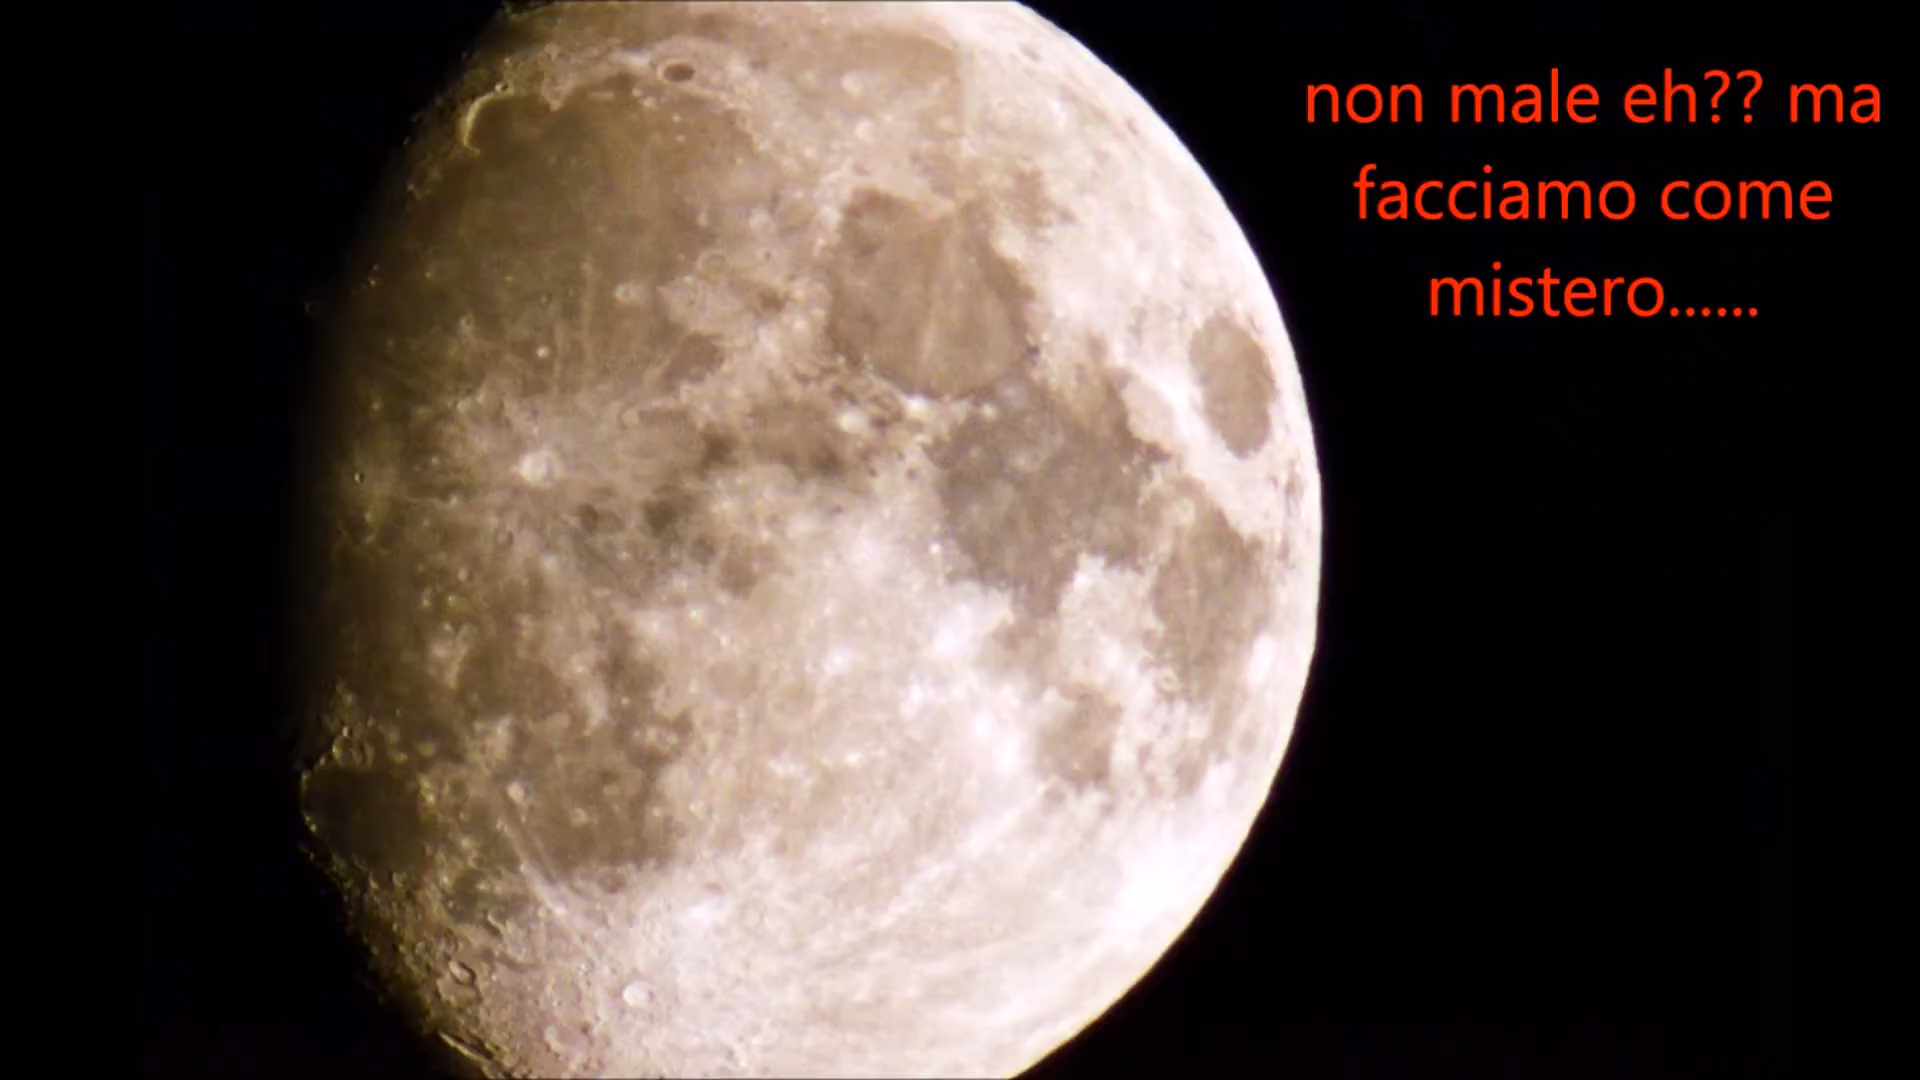 non male eh?? ma
facciamo come
mistero......